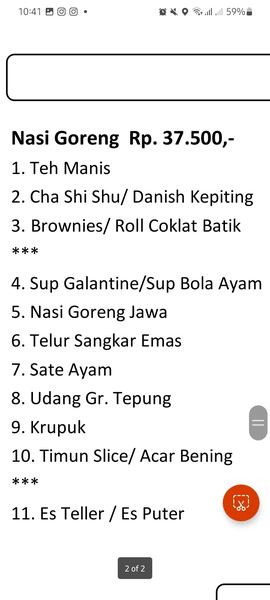 10:41
59%
Nasi Goreng Rp. 37.500,-
1. Teh Manis
2. Cha Shi Shu/ Danish Kepiting
3. Brownies/ Roll Coklat Batik
***
4. Sup Galantine/Sup Bola Ayam
5. Nasi Goreng Jawa
6. Telur Sangkar Emas
7. Sate Ayam
8. Udang Gr. Tepung
9. Krupuk
10. Timun Slice/ Acar Bening
***
11. Es Teller / Es Puter
2 of 2